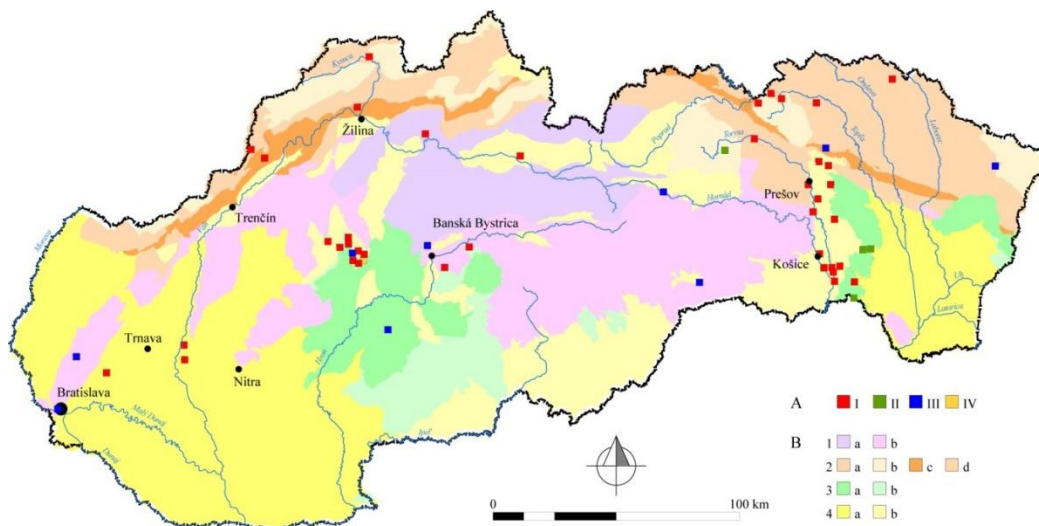 Kysuca
Orava
Žilina
Poprad
Torysa
Topľa
Ondava
Laborec
Prešov
Hornád
Trenčín
Váh
Morava
Banská Bystrica
Košice
Uh
Latorica
Trnava
Nitra
Hron
Bratislava
Malý Dunaj
Dunaj
Ipeľ
A I II III IV
B
1 a b
2 a b c d
3 a b
4 a b
0 100 km